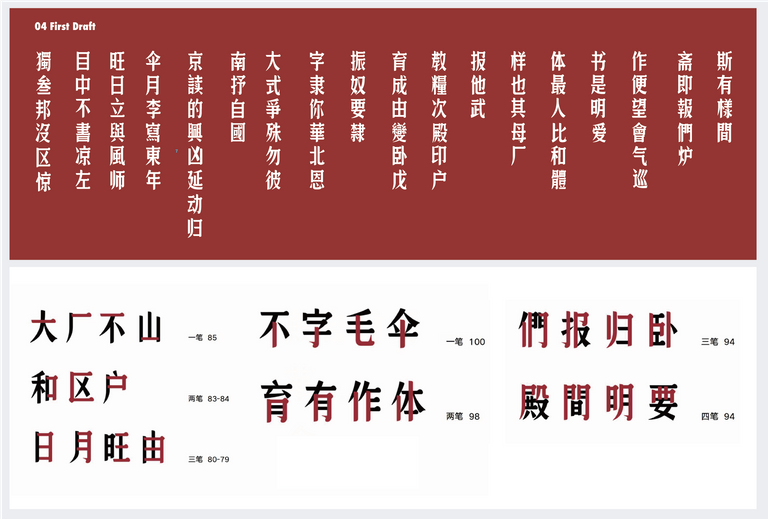 04 First Draft
斯有樣間
斋即報們炉
作便望會气巡
书是明爱
体最人比和體
样也其母厂
报他武
教糧次殿印户
育成由變卧戊
振奴要隸
字隶你華北恩
大式爭殊勿彼
南抒自國
京读的興凶延动归
伞月李寫東年
旺日立與風师
目中不書凉左
獨叁邦沒区惊
大厂不山 一笔 85
和区户 两笔 83-84
日月旺由 三笔 80-79
不字毛伞 一笔 100
育有作体 两笔 98
們报归卧 三笔 94
殿間明要 四笔 94